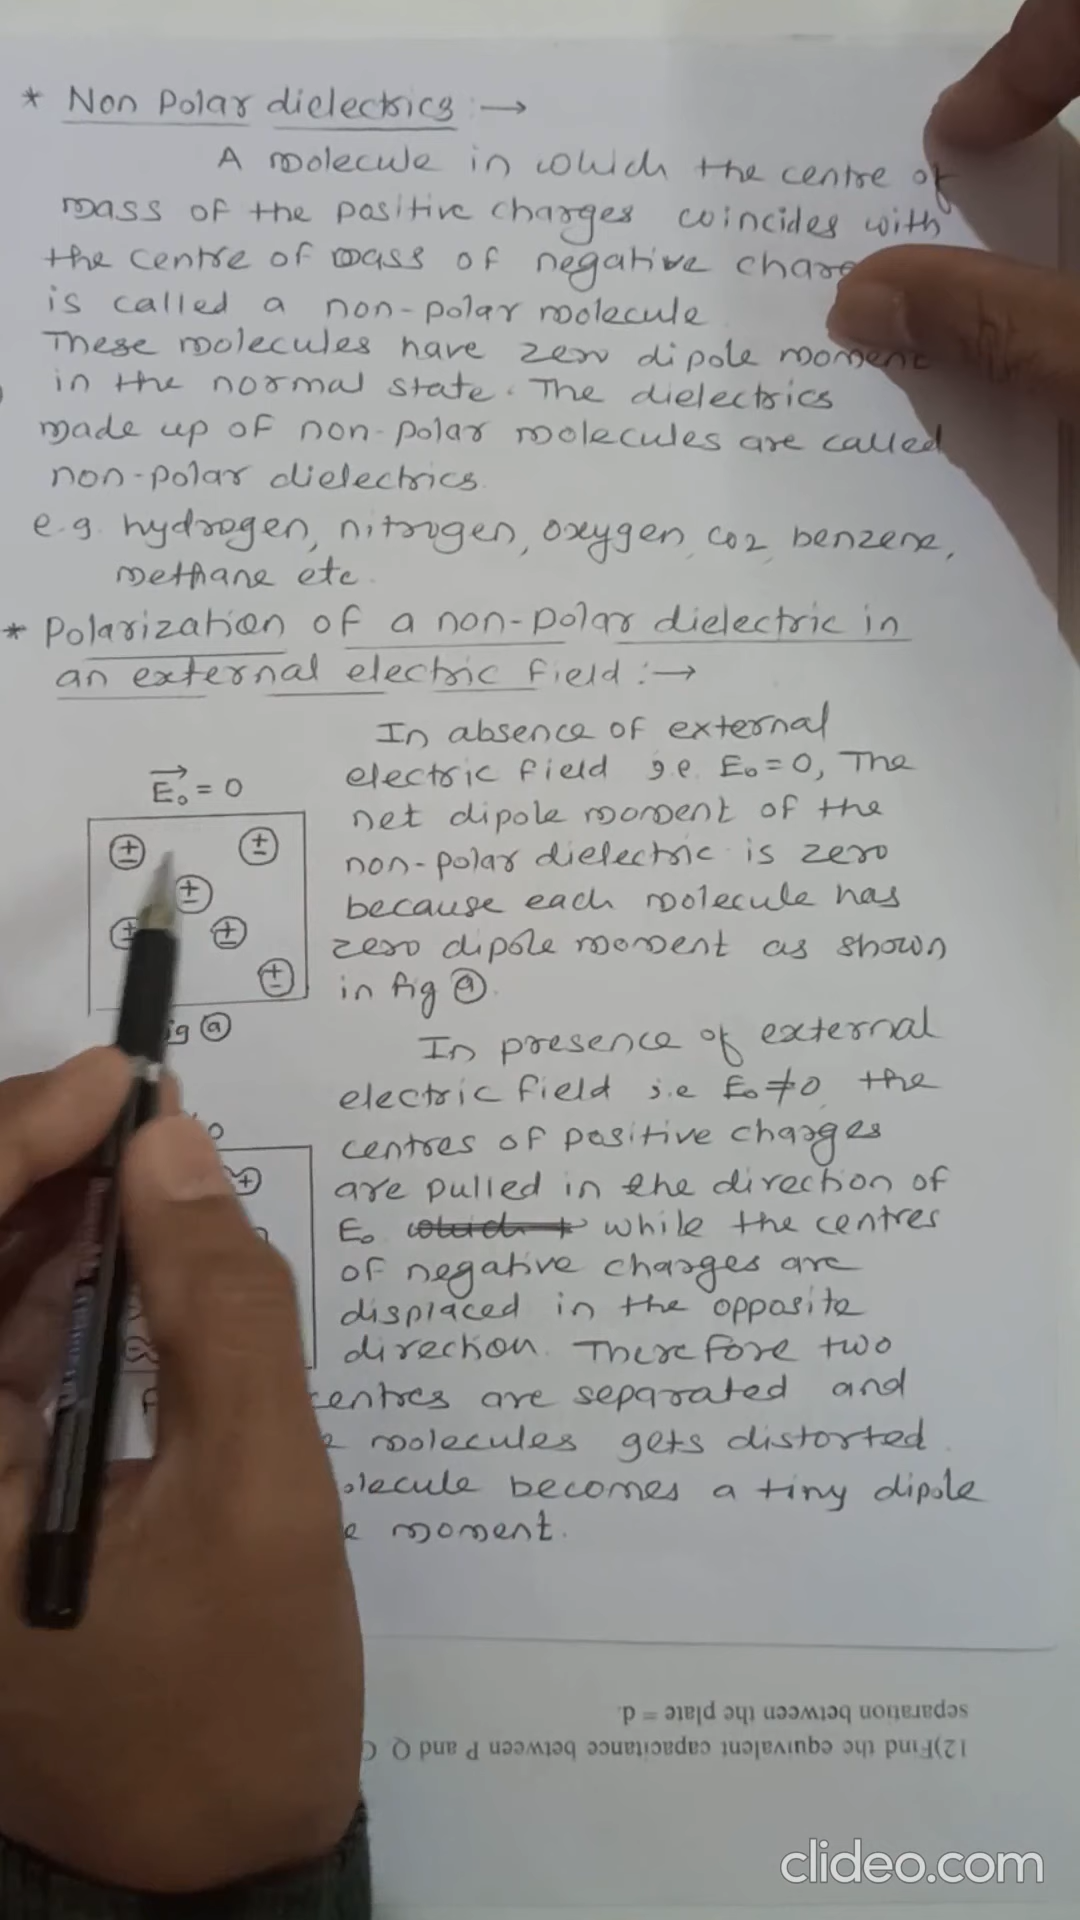 * Non Polar dielectrics :→
A molecule in which the centre of
mass of the positive charges coincides with
the centre of mass of negative char
is called a non-polar molecule
These molecules have zero dipole moment
in the normal state. The dielectrics
made up of non-polar molecules are called
non-polar dielectrics.
e.g. hydrogen, nitrogen, oxygen, CO2, benzene,
methane etc.
* Polarization of a non-polar dielectric in
an external electric field :→
In absence of external
electric field i.e. E₀ = 0, The
net dipole moment of the
non-polar dielectric is zero
because each molecule has
zero dipole moment as shown
in fig ⓐ.
E₀ = 0
± ±
±
± ±
±
ig ⓐ
In presence of external
electric field i.e E₀ ≠ 0 the
centres of positive charges
are pulled in the direction of
E₀ while the centres
of negative charges are
displaced in the opposite
direction. Therefore two
centres are separated and
molecules gets distorted.
olecule becomes a tiny dipole
e moment.
0
+
separation between the plate = d.
12)Find the equivalent capacitance between P and Q
clideo.com